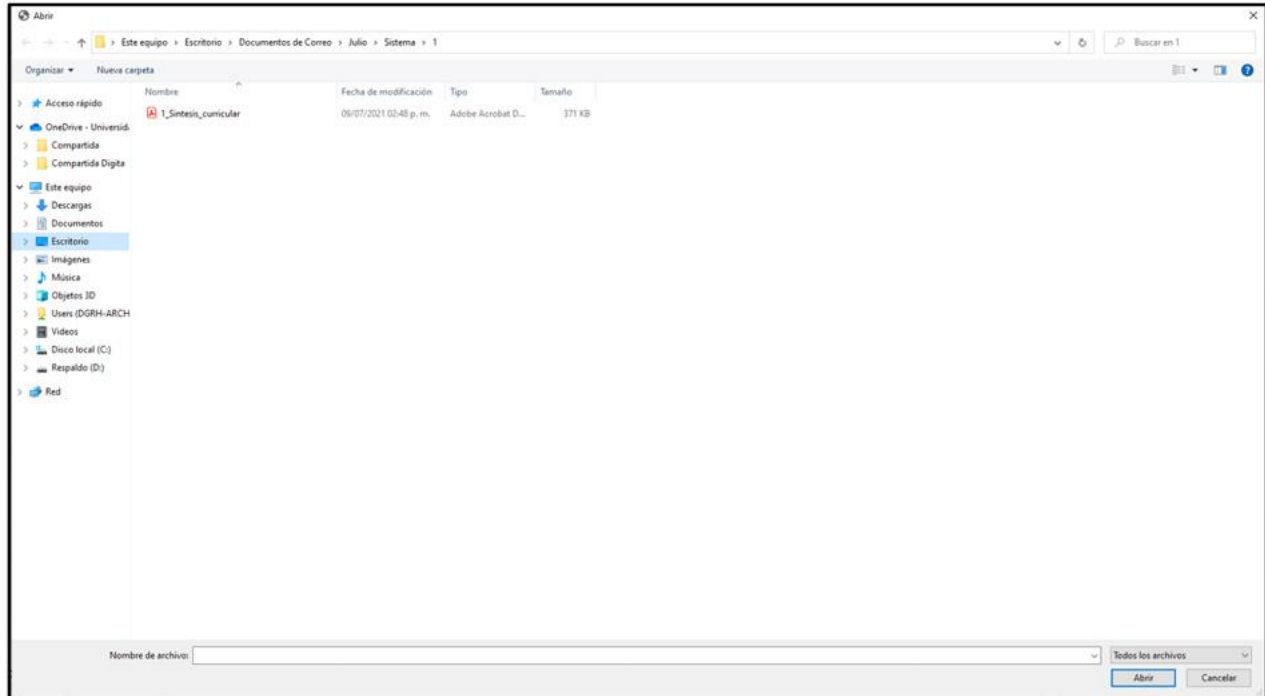 Abrir
Este equipo › Escritorio › Documentos de Correo › Julio › Sistema › 1
Buscar en 1
Organizar
Nueva carpeta
Nombre
Fecha de modificación
Tipo
Tamaño
1_Sintesis_curricular
09/07/2021 02:48 p. m.
Adobe Acrobat D...
371 KB
Acceso rápido
OneDrive - Universid
Compartida
Compartida Digita
Este equipo
Descargas
Documentos
Escritorio
Imágenes
Música
Objetos 3D
Users (DGRH-ARCH
Videos
Disco local (C:)
Respaldo (D:)
Red
Nombre de archivo:
Todos los archivos
Abrir
Cancelar